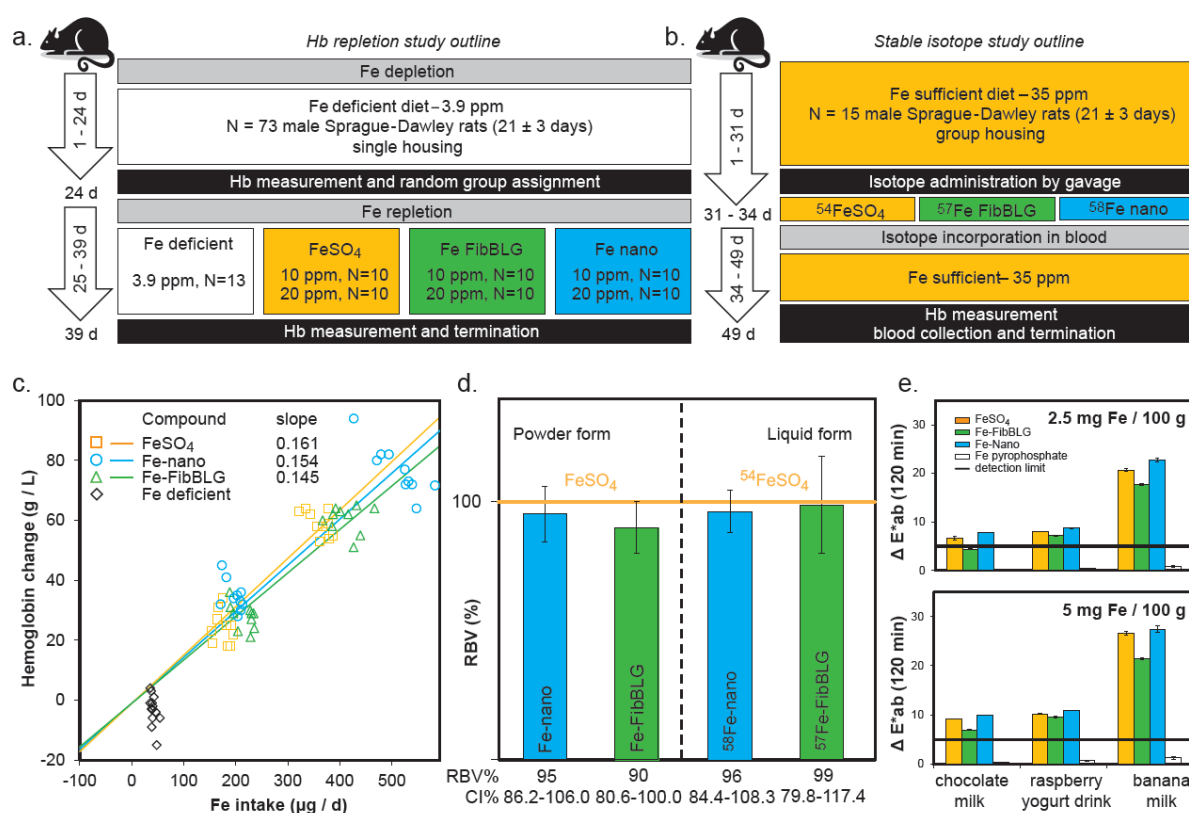 a.
Hb repletion study outline
1 - 24 d
24 d
25 - 39 d
39 d
Fe depletion
Fe deficient diet – 3.9 ppm
N = 73 male Sprague-Dawley rats (21 ± 3 days)
single housing
Hb measurement and random group assignment
Fe repletion
Fe deficient
3.9 ppm, N=13
FeSO₄
10 ppm, N=10
20 ppm, N=10
Fe FibBLG
10 ppm, N=10
20 ppm, N=10
Fe nano
10 ppm, N=10
20 ppm, N=10
Hb measurement and termination
b.
Stable isotope study outline
1 - 31 d
31 - 34 d
34 - 49 d
49 d
Fe sufficient diet – 35 ppm
N = 15 male Sprague-Dawley rats (21 ± 3 days)
group housing
Isotope administration by gavage
⁵⁴FeSO₄ ⁵⁷Fe FibBLG ⁵⁸Fe nano
Isotope incorporation in blood
Fe sufficient– 35 ppm
Hb measurement
blood collection and termination
c.
Hemoglobin change (g / L)
100
80
60
40
20
0
-20
Compound slope
FeSO₄ 0.161
Fe-nano 0.154
Fe-FibBLG 0.145
Fe deficient
-100 0 100 200 300 400 500
Fe intake (µg / d)
d.
RBV (%)
100
Powder form
Liquid form
FeSO₄
⁵⁴FeSO₄
Fe-nano
Fe-FibBLG
⁵⁸Fe-nano
⁵⁷Fe-FibBLG
RBV% 95 90 96 99
CI% 86.2-106.0 80.6-100.0 84.4-108.3 79.8-117.4
e.
Δ E*ab (120 min)
30
20
10
0
FeSO₄
Fe-FibBLG
Fe-Nano
Fe pyrophosphate
detection limit
2.5 mg Fe / 100 g
Δ E*ab (120 min)
30
20
10
0
5 mg Fe / 100 g
chocolate
milk
raspberry
yogurt drink
banana
milk